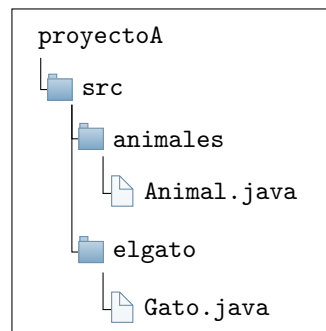 proyectoA
src
animales
Animal.java
elgato
Gato.java